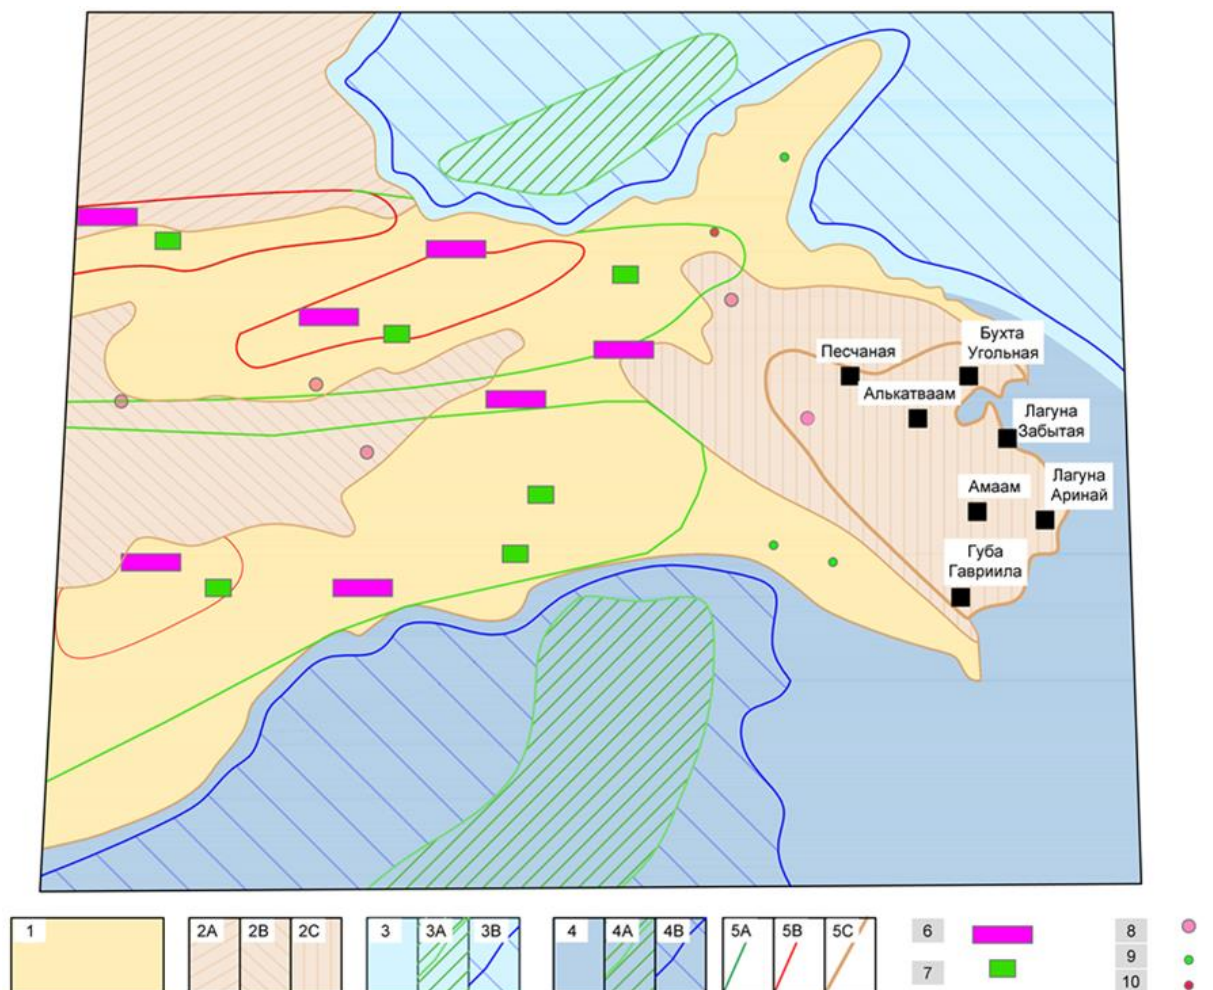 Бухта
Угольная
Песчаная
Алькатваам
Лагуна
Забытая
Лагуна
Аринай
Амаам
Губа
Гавриила
1
2A
2B
2C
3
3A
3B
4
4A
4B
5A
5B
5C
6
7
8
9
10